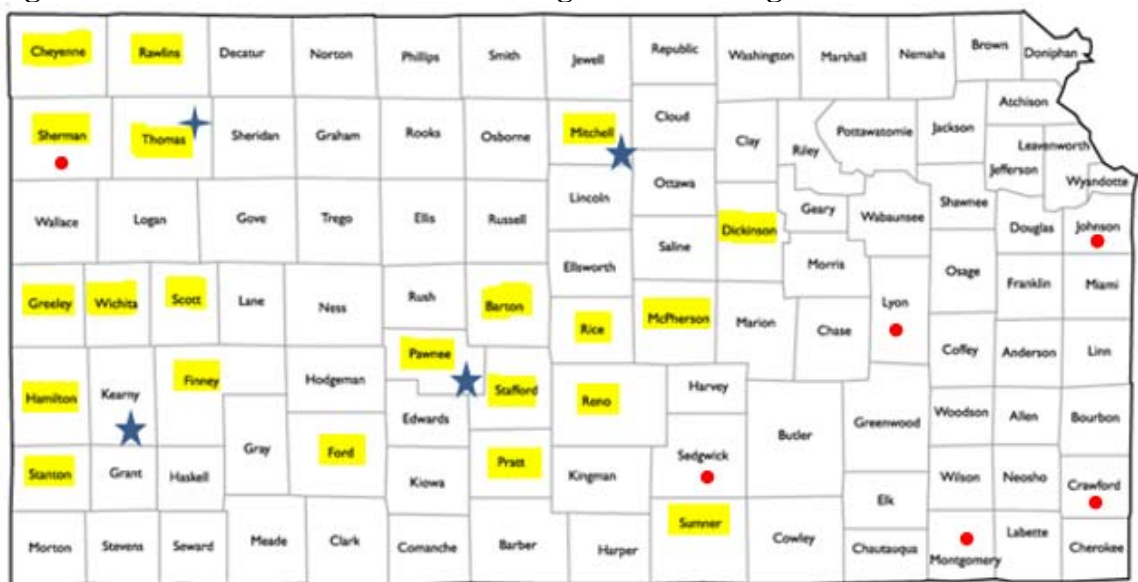 Cheyenne
Rawlins
Decatur
Norton
Phillips
Smith
Jewell
Republic
Washington
Marshall
Nemaha
Brown
Doniphan
Sherman
Thomas
Sheridan
Graham
Rooks
Osborne
Mitchell
Cloud
Clay
Riley
Pottawatomie
Jackson
Atchison
Jefferson
Leavenworth
Wyandotte
Wallace
Logan
Gove
Trego
Ellis
Russell
Lincoln
Ottawa
Saline
Dickinson
Geary
Wabaunsee
Shawnee
Douglas
Johnson
Greeley
Wichita
Scott
Lane
Ness
Rush
Barton
Ellsworth
Rice
McPherson
Marion
Morris
Chase
Lyon
Osage
Franklin
Miami
Hamilton
Kearny
Finney
Hodgeman
Pawnee
Edwards
Stafford
Reno
Harvey
Butler
Greenwood
Coffey
Anderson
Linn
Woodson
Allen
Bourbon
Stanton
Grant
Haskell
Gray
Ford
Kiowa
Pratt
Kingman
Sedgwick
Elk
Wilson
Neosho
Crawford
Morton
Stevens
Seward
Meade
Clark
Comanche
Barber
Harper
Sumner
Cowley
Chautauqua
Montgomery
Labette
Cherokee